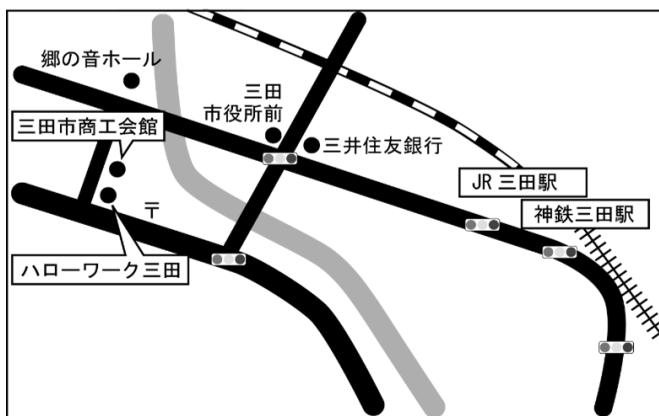 郷の音ホール
三田
市役所前
三田市商工会館
三井住友銀行
JR 三田駅
神鉄三田駅
〒
ハローワーク三田